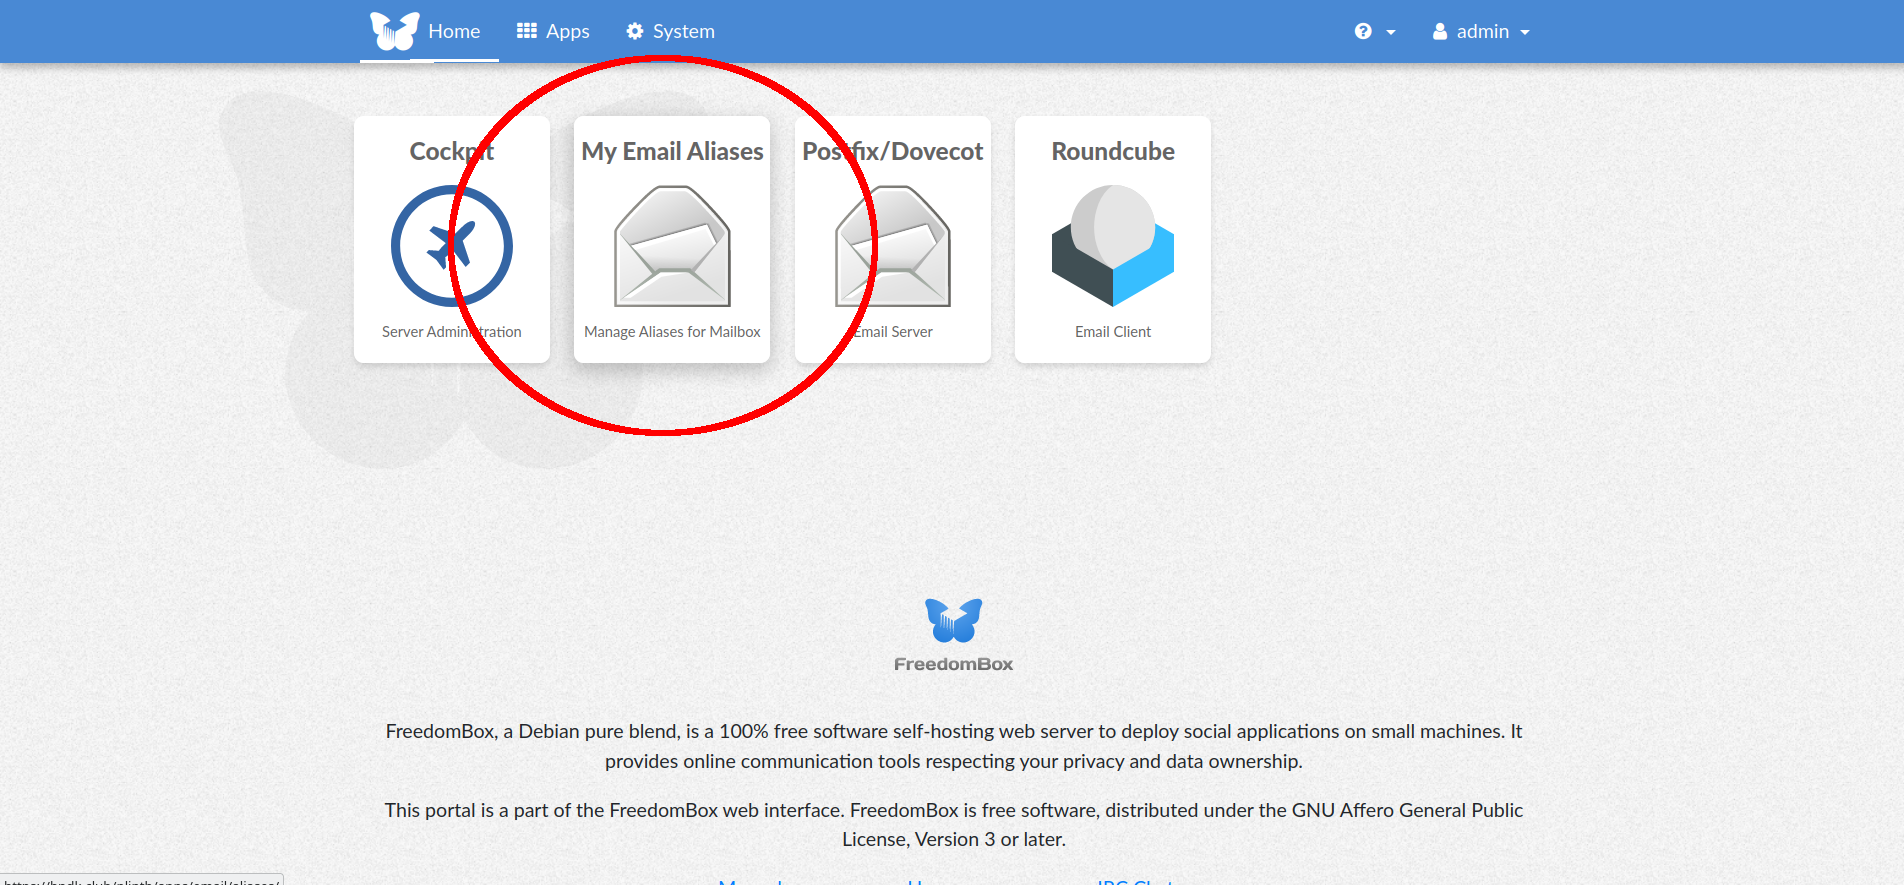 Home Apps System admin
Cockpit My Email Aliases Postfix/Dovecot Roundcube
Server Administration Manage Aliases for Mailbox Email Server Email Client
FreedomBox
FreedomBox, a Debian pure blend, is a 100% free software self-hosting web server to deploy social applications on small machines. It
provides online communication tools respecting your privacy and data ownership.
This portal is a part of the FreedomBox web interface. FreedomBox is free software, distributed under the GNU Affero General Public
License, Version 3 or later.
IRC Chat